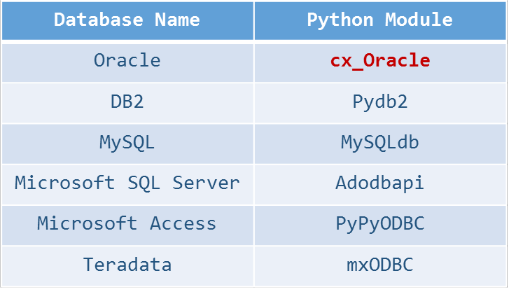 Database Name Python Module
Oracle cx_Oracle
DB2 Pydb2
MySQL MySQLdb
Microsoft SQL Server Adodbapi
Microsoft Access PyPyODBC
Teradata mxODBC